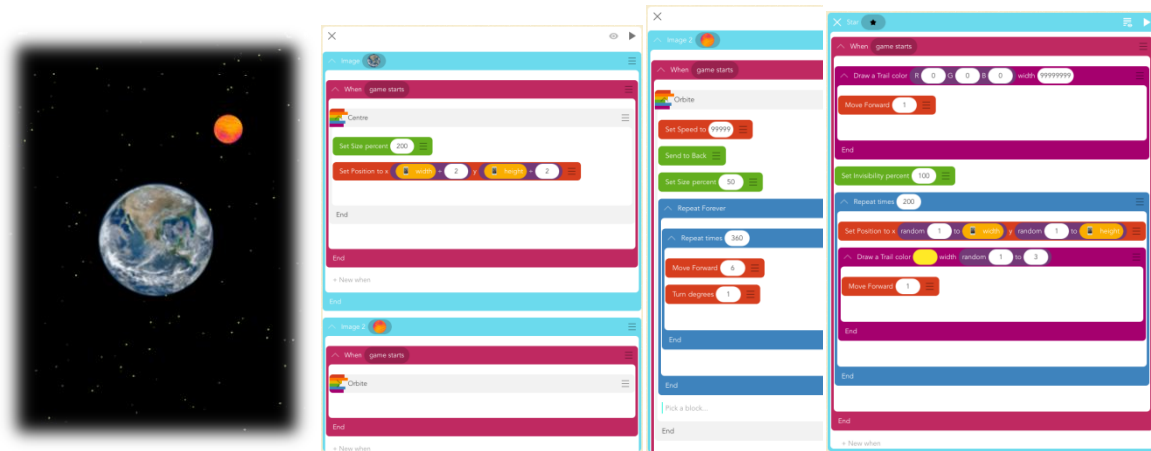 Image
When game starts
Centre
Set Size percent 200
Set Position to x width ÷ 2 y height ÷ 2
End
End
+ New when
End
Image 2
When game starts
Orbite
End
+ New when
Image 2
When game starts
Orbite
Set Speed to 99999
Send to Back
Set Size percent 50
Repeat Forever
Repeat times 360
Move Forward 6
Turn degrees 1
End
End
Pick a block...
End
Star
When game starts
Draw a Trail color R 0 G 0 B 0 width 99999999
Move Forward 1
End
Set Invisibility percent 100
Repeat times 200
Set Position to x random 1 to width y random 1 to height
Draw a Trail color width random 1 to 3
Move Forward 1
End
End
End
+ New when